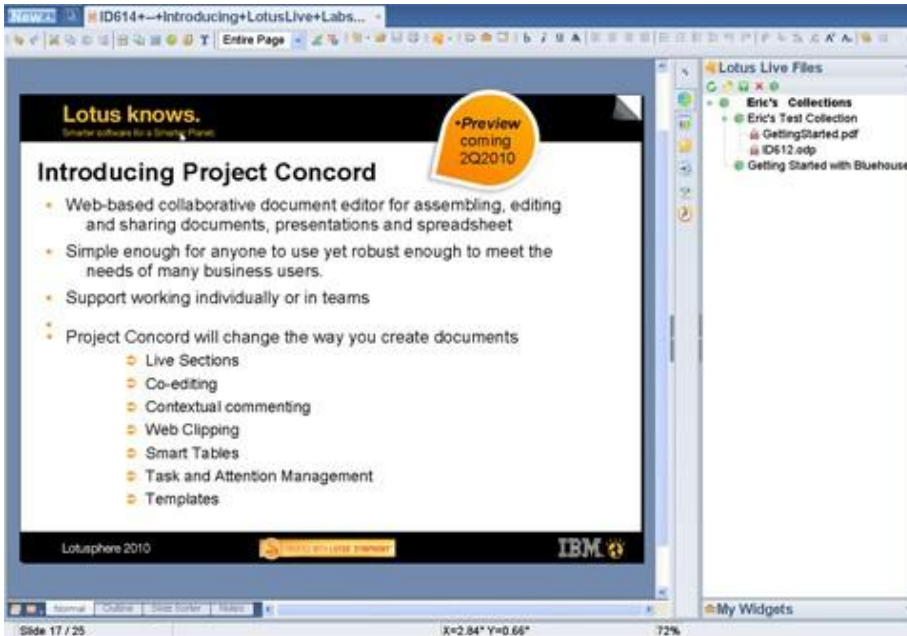 New
ID614+--+Introducing+LotusLive+Labs...
Entire Page
Lotus Live Files
Eric's Collections
Eric's Test Collection
GettingStarted.pdf
ID612.odp
Getting Started with Bluehouse
Lotus knows.
Smarter software for a Smarter Planet.
•Preview
coming
2Q2010
Introducing Project Concord
Web-based collaborative document editor for assembling, editing
and sharing documents, presentations and spreadsheet
Simple enough for anyone to use yet robust enough to meet the
needs of many business users.
Support working individually or in teams
Project Concord will change the way you create documents
Live Sections
Co-editing
Contextual commenting
Web Clipping
Smart Tables
Task and Attention Management
Templates
Lotusphere 2010
IBM
Normal Outline Slide Sorter Notes
My Widgets
Slide 17 / 25 X=2.84" Y=0.66" 72%